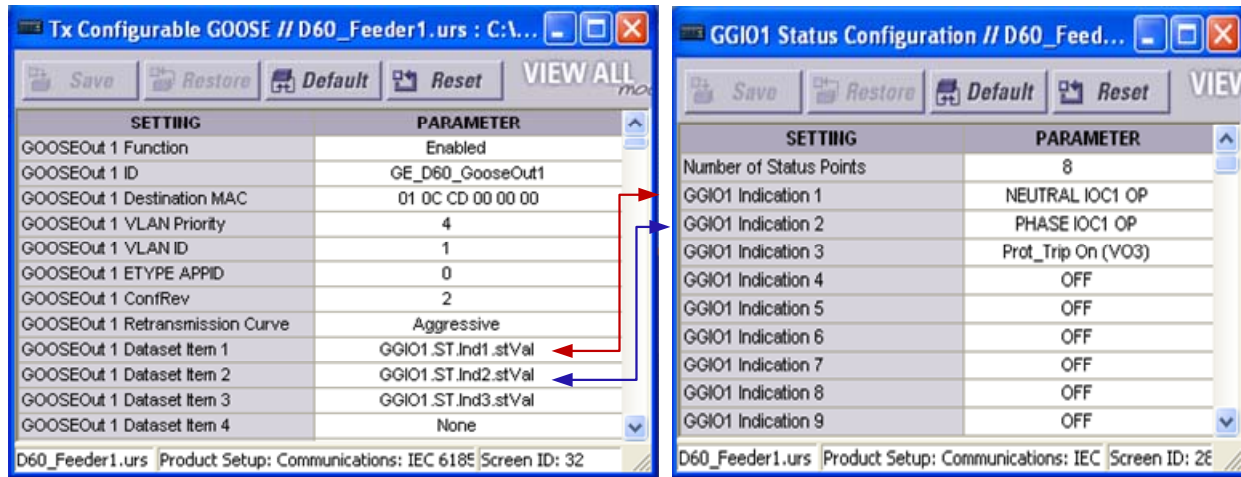 Tx Configurable GOOSE // D60_Feeder1.urs : C:\...
Save Restore Default Reset VIEW ALL
SETTING PARAMETER
GOOSEOut 1 Function Enabled
GOOSEOut 1 ID GE_D60_GooseOut1
GOOSEOut 1 Destination MAC 01 0C CD 00 00 00
GOOSEOut 1 VLAN Priority 4
GOOSEOut 1 VLAN ID 1
GOOSEOut 1 ETYPE APPID 0
GOOSEOut 1 ConfRev 2
GOOSEOut 1 Retransmission Curve Aggressive
GOOSEOut 1 Dataset Item 1 GGIO1.ST.Ind1.stVal
GOOSEOut 1 Dataset Item 2 GGIO1.ST.Ind2.stVal
GOOSEOut 1 Dataset Item 3 GGIO1.ST.Ind3.stVal
GOOSEOut 1 Dataset Item 4 None
D60_Feeder1.urs Product Setup: Communications: IEC 6185 Screen ID: 32
GGIO1 Status Configuration // D60_Feed...
Save Restore Default Reset VIEW
SETTING PARAMETER
Number of Status Points 8
GGIO1 Indication 1 NEUTRAL IOC1 OP
GGIO1 Indication 2 PHASE IOC1 OP
GGIO1 Indication 3 Prot_Trip On (VO3)
GGIO1 Indication 4 OFF
GGIO1 Indication 5 OFF
GGIO1 Indication 6 OFF
GGIO1 Indication 7 OFF
GGIO1 Indication 8 OFF
GGIO1 Indication 9 OFF
D60_Feeder1.urs Product Setup: Communications: IEC Screen ID: 28